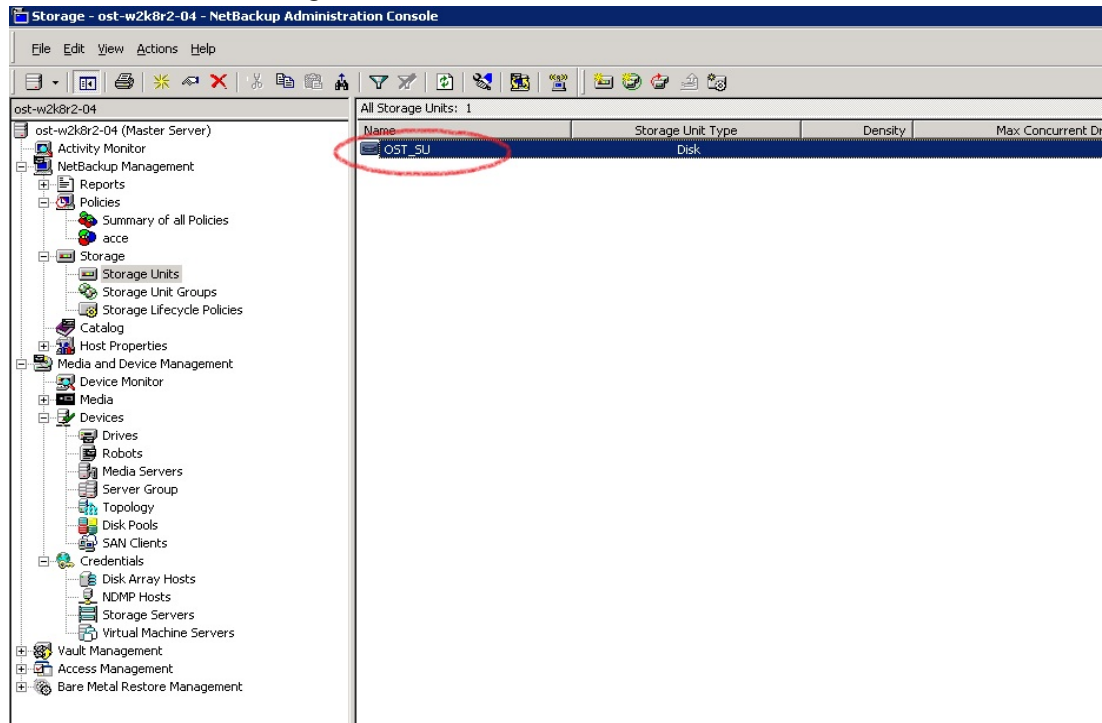 Storage - ost-w2k8r2-04 - NetBackup Administration Console
File Edit View Actions Help
ost-w2k8r2-04
All Storage Units: 1
ost-w2k8r2-04 (Master Server)
Activity Monitor
NetBackup Management
Reports
Policies
Summary of all Policies
acce
Storage
Storage Units
Storage Unit Groups
Storage Lifecycle Policies
Catalog
Host Properties
Media and Device Management
Device Monitor
Media
Devices
Drives
Robots
Media Servers
Server Group
Topology
Disk Pools
SAN Clients
Credentials
Disk Array Hosts
NDMP Hosts
Storage Servers
Virtual Machine Servers
Vault Management
Access Management
Bare Metal Restore Management
Name Storage Unit Type Density Max Concurrent Dr
OST_SU Disk